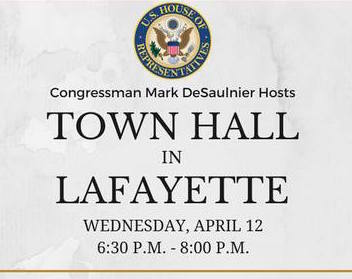 U.S. HOUSE OF
REPRESENTATIVES
Congressman Mark DeSaulnier Hosts
TOWN HALL
IN
LAFAYETTE
WEDNESDAY, APRIL 12
6:30 P.M. - 8:00 P.M.